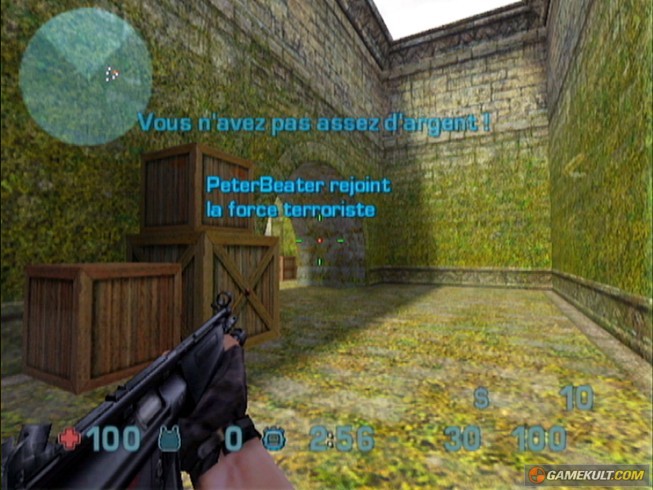 Vous n'avez pas assez d'argent !
PeterBeater rejoint
la force terroriste
$ 10
100 0 2:56 30 100
GAMEKULT.COM